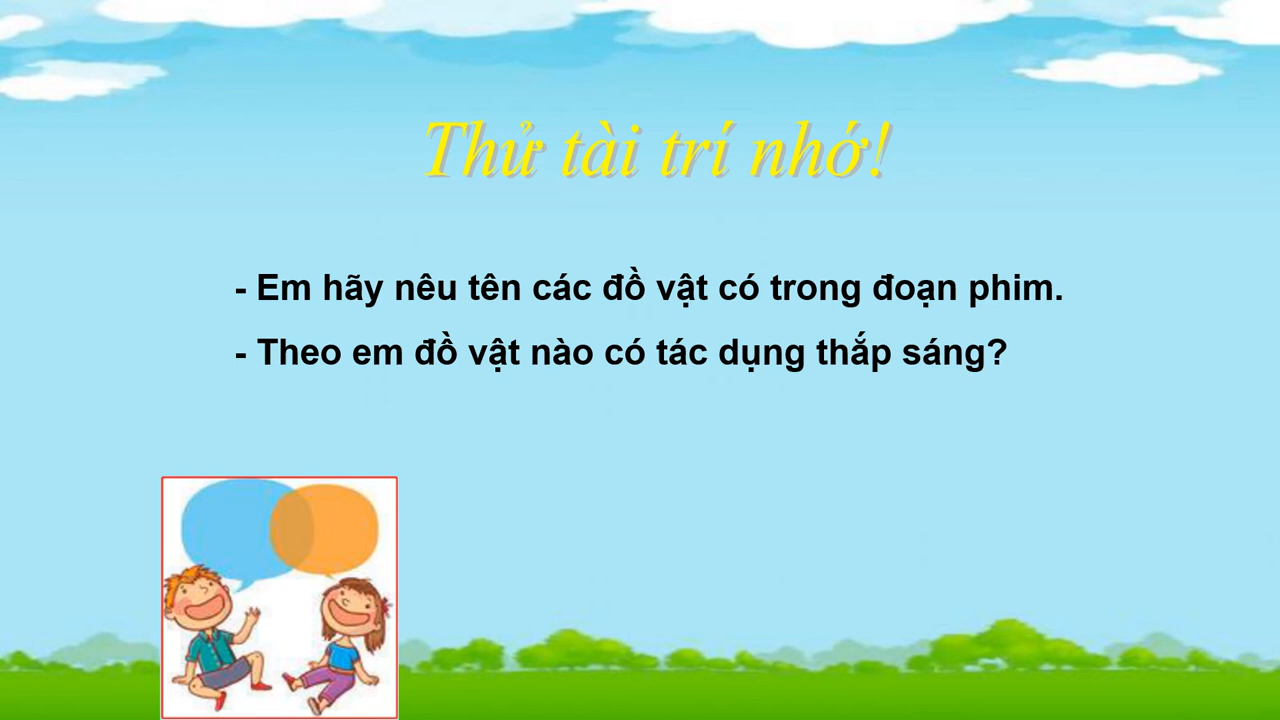 Thử tài trí nhớ!
- Em hãy nêu tên các đồ vật có trong đoạn phim.
- Theo em đồ vật nào có tác dụng thắp sáng?